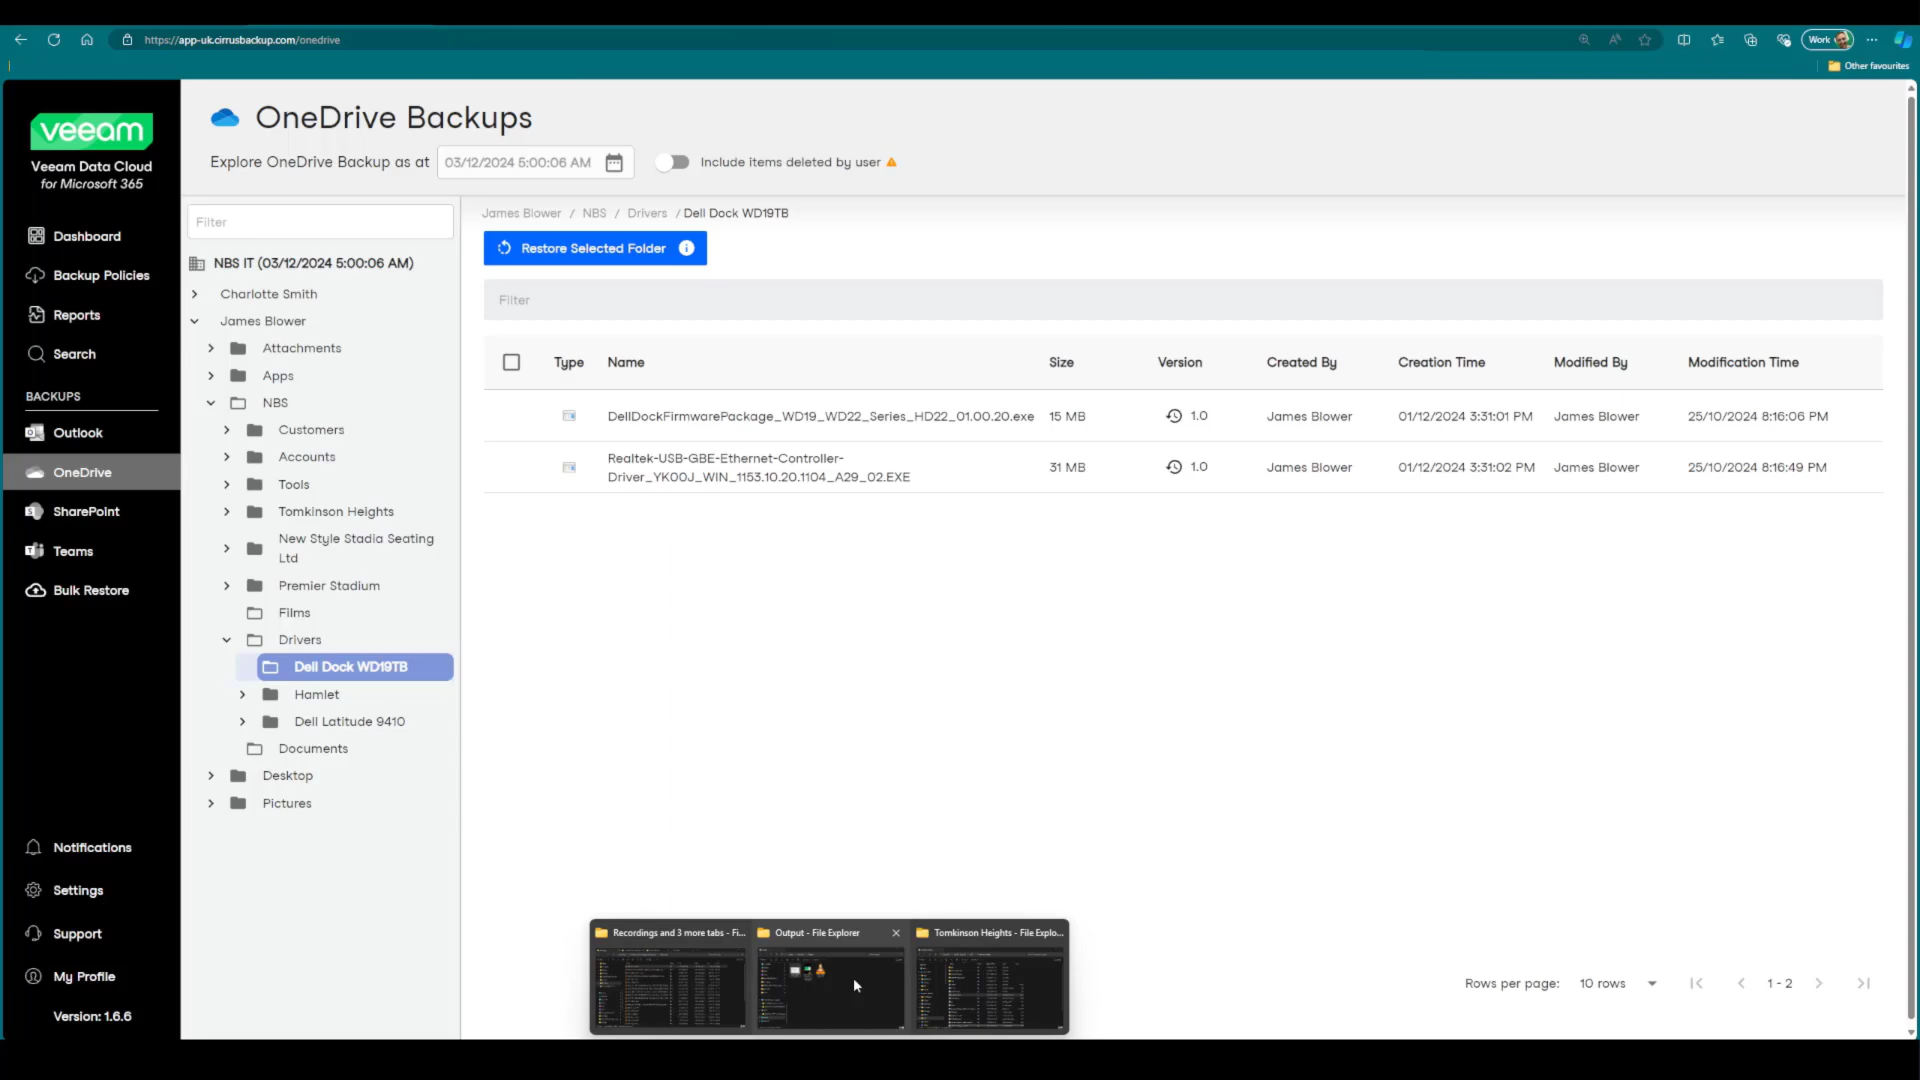 https://app-uk.cirrusbackup.com/onedrive
Work
Other favourites
veeam
Veeam Data Cloud
for Microsoft 365
Dashboard
Backup Policies
Reports
Search
BACKUPS
Outlook
OneDrive
SharePoint
Teams
Bulk Restore
Notifications
Settings
Support
My Profile
Version: 1.6.6
OneDrive Backups
Explore OneDrive Backup as at 03/12/2024 5:00:06 AM Include items deleted by user
Filter
NBS IT (03/12/2024 5:00:06 AM)
Charlotte Smith
James Blower
Attachments
Apps
NBS
Customers
Accounts
Tools
Tomkinson Heights
New Style Stadia Seating
Ltd
Premier Stadium
Films
Drivers
Dell Dock WD19TB
Hamlet
Dell Latitude 9410
Documents
Desktop
Pictures
James Blower / NBS / Drivers / Dell Dock WD19TB
Restore Selected Folder
Filter
Type Name Size Version Created By Creation Time Modified By Modification Time
DellDockFirmwarePackage_WD19_WD22_Series_HD22_01.00.20.exe 15 MB 1.0 James Blower 01/12/2024 3:31:01 PM James Blower 25/10/2024 8:16:06 PM
Realtek-USB-GBE-Ethernet-Controller-
Driver_YK00J_WIN_1153.10.20.1104_A29_02.EXE 31 MB 1.0 James Blower 01/12/2024 3:31:02 PM James Blower 25/10/2024 8:16:49 PM
Recordings and 3 more tabs - Fi...
Output - File Explorer
Tomkinson Heights - File Explo...
Rows per page: 10 rows 1 - 2